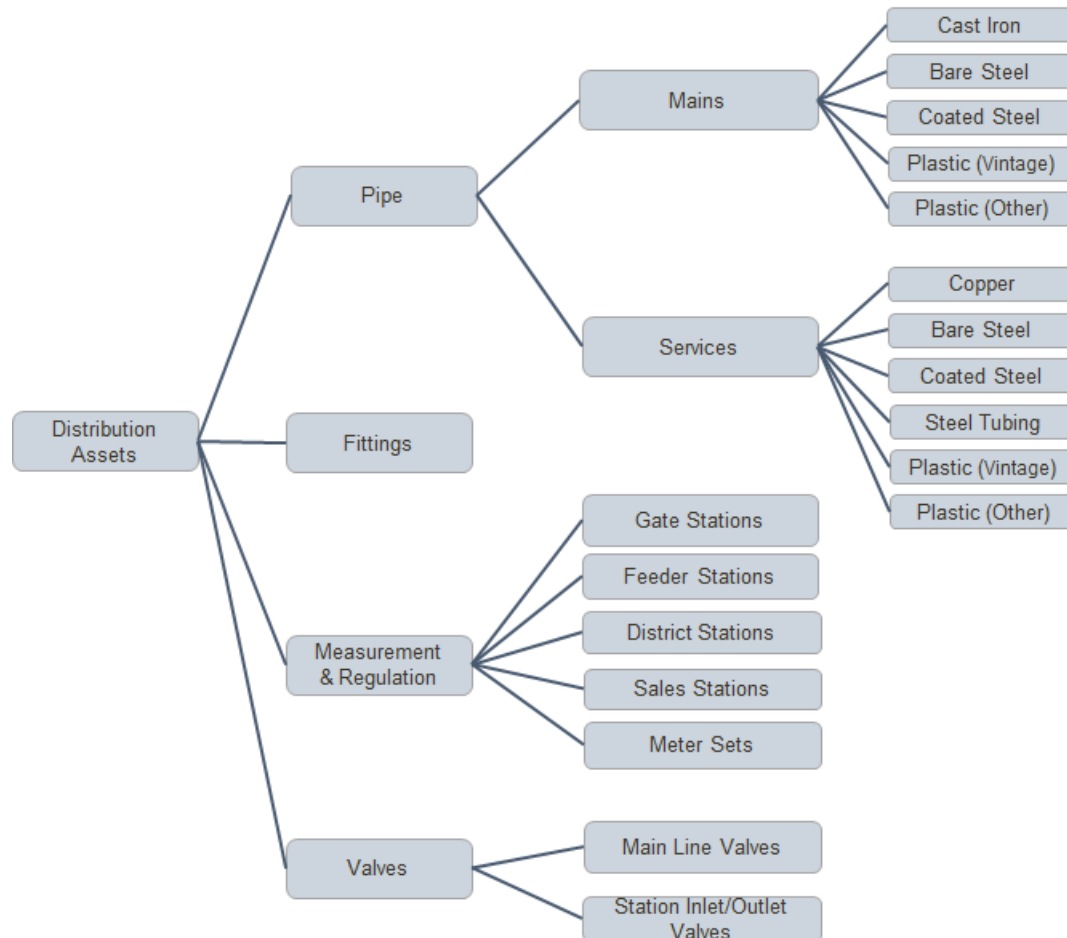 Distribution
Assets
Pipe
Mains
Cast Iron
Bare Steel
Coated Steel
Plastic (Vintage)
Plastic (Other)
Services
Copper
Bare Steel
Coated Steel
Steel Tubing
Plastic (Vintage)
Plastic (Other)
Fittings
Measurement
& Regulation
Gate Stations
Feeder Stations
District Stations
Sales Stations
Meter Sets
Valves
Main Line Valves
Station Inlet/Outlet
Valves